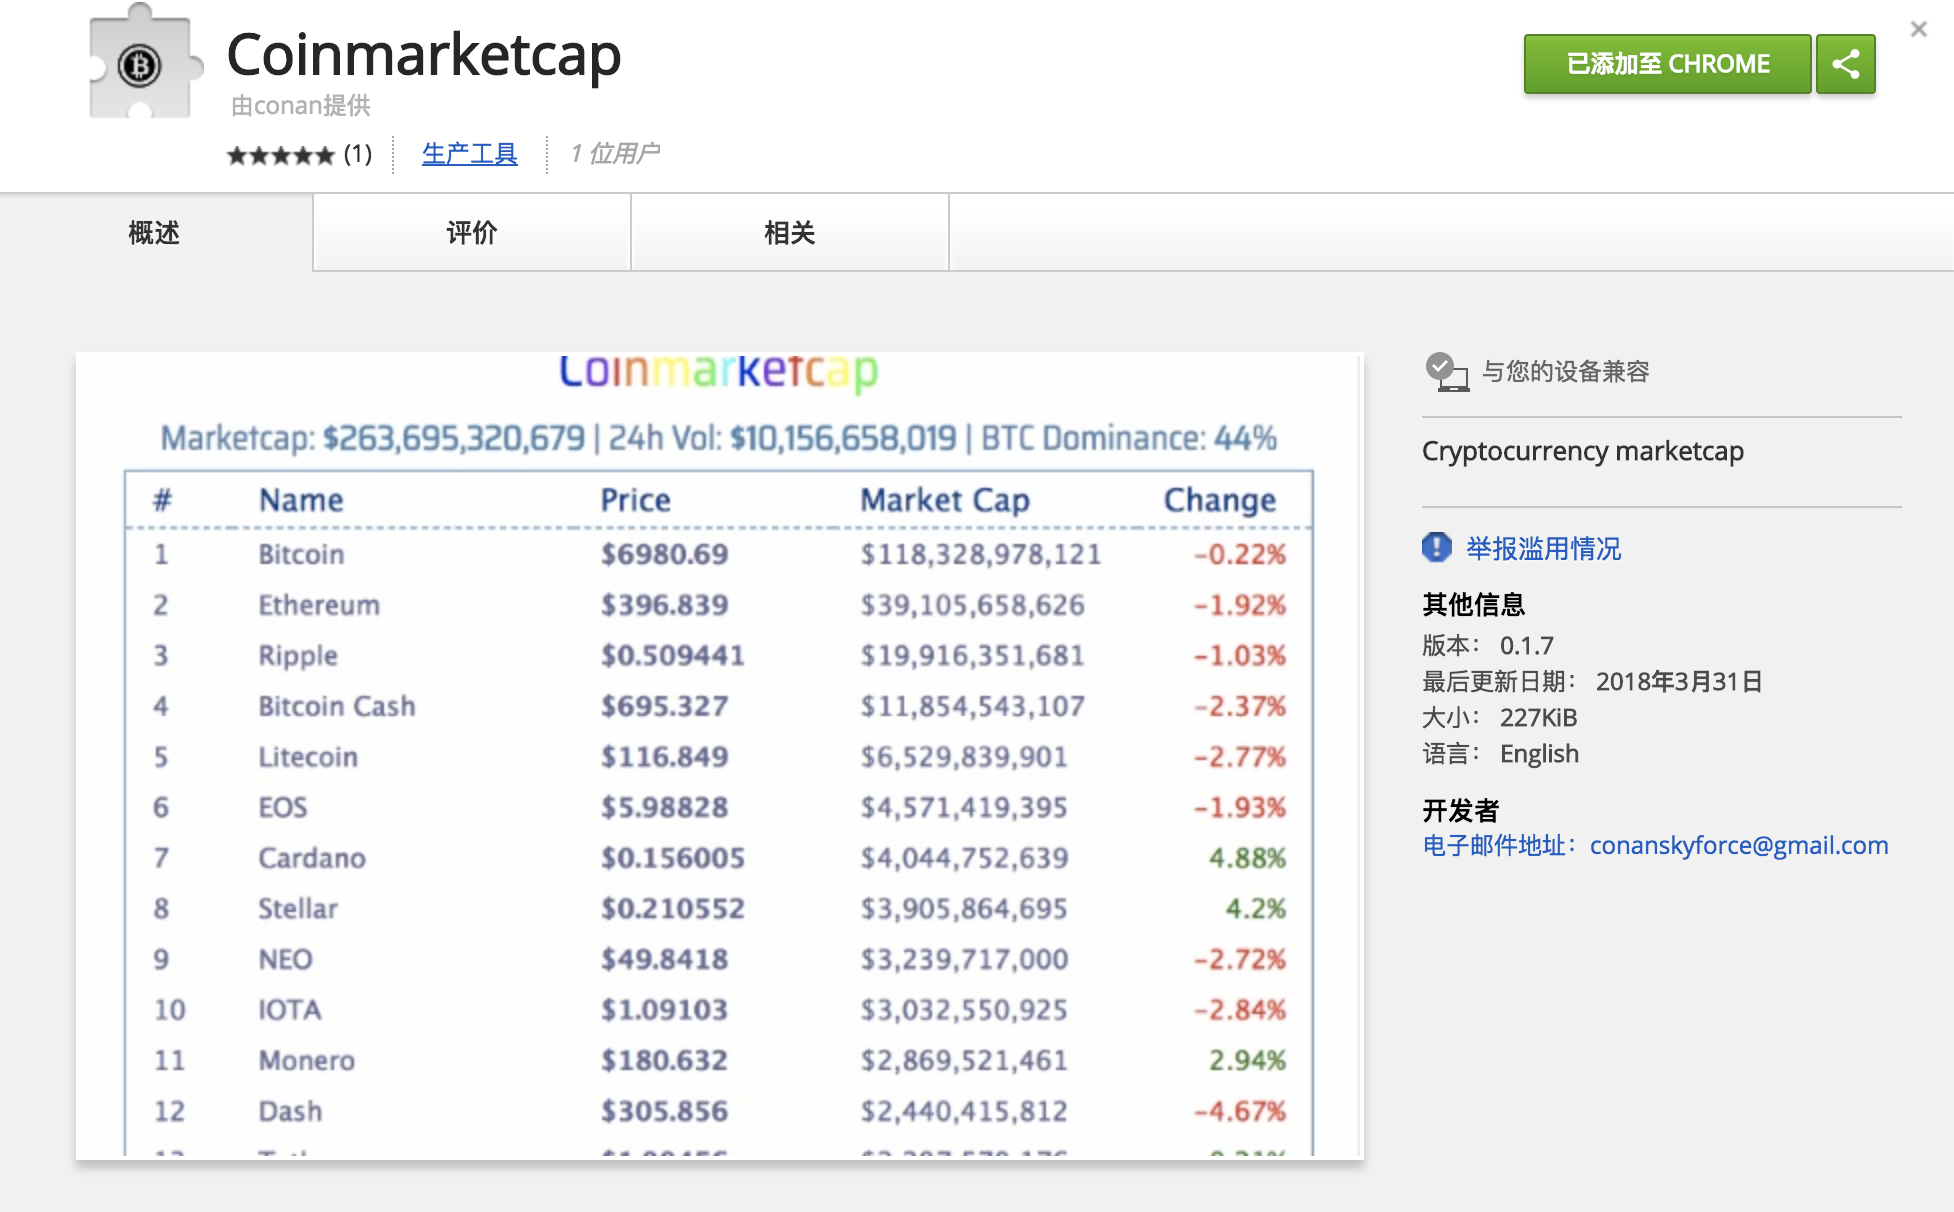 Coinmarketcap
由conan提供
已添加至 CHROME
★★★★★ (1) 生产工具 1 位用户
概述 评价 相关
Coinmarketcap
Marketcap: $263,695,320,679 | 24h Vol: $10,156,658,019 | BTC Dominance: 44%
# Name Price Market Cap Change
1 Bitcoin $6980.69 $118,328,978,121 -0.22%
2 Ethereum $396.839 $39,105,658,626 -1.92%
3 Ripple $0.509441 $19,916,351,681 -1.03%
4 Bitcoin Cash $695.327 $11,854,543,107 -2.37%
5 Litecoin $116.849 $6,529,839,901 -2.77%
6 EOS $5.98828 $4,571,419,395 -1.93%
7 Cardano $0.156005 $4,044,752,639 4.88%
8 Stellar $0.210552 $3,905,864,695 4.2%
9 NEO $49.8418 $3,239,717,000 -2.72%
10 IOTA $1.09103 $3,032,550,925 -2.84%
11 Monero $180.632 $2,869,521,461 2.94%
12 Dash $305.856 $2,440,415,812 -4.67%
与您的设备兼容
Cryptocurrency marketcap
举报滥用情况
其他信息
版本： 0.1.7
最后更新日期： 2018年3月31日
大小： 227KiB
语言： English
开发者
电子邮件地址：conanskyforce@gmail.com